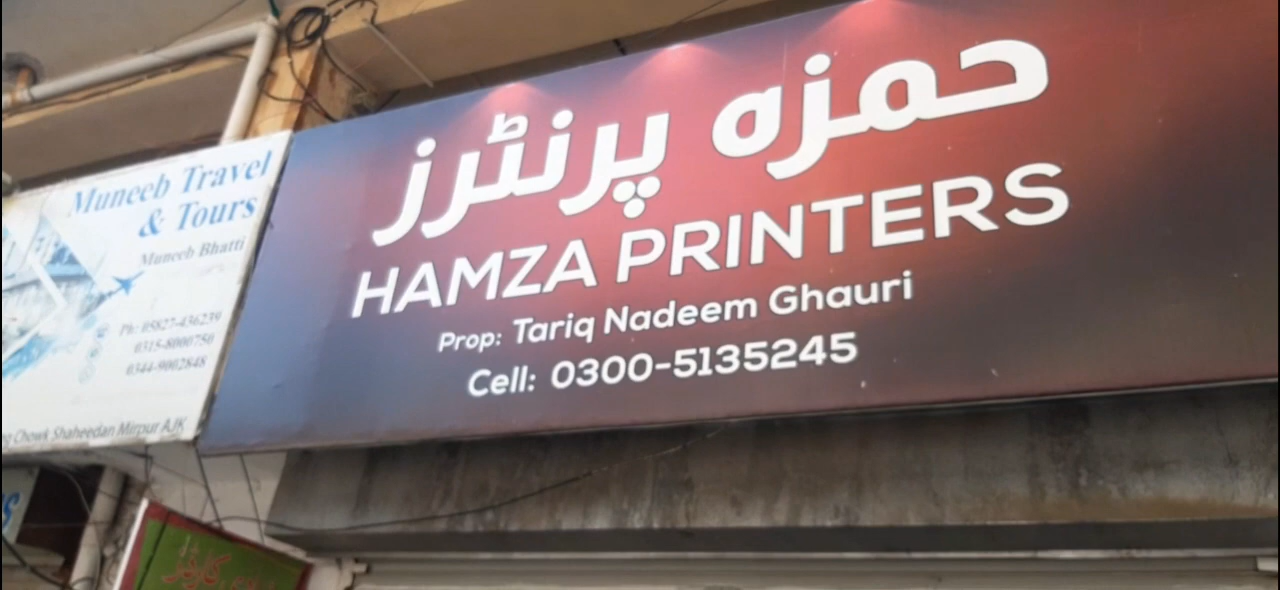 حمزہ پرنٹرز
HAMZA PRINTERS
Prop: Tariq Nadeem Ghauri
Cell: 0300-5135245
Muneeb Travel
& Tours
Muneeb Bhatti
Ph: 05827-436239
0315-8000750
0344-9002848
Chowk Shaheedan Mirpur AJK
کارڈز